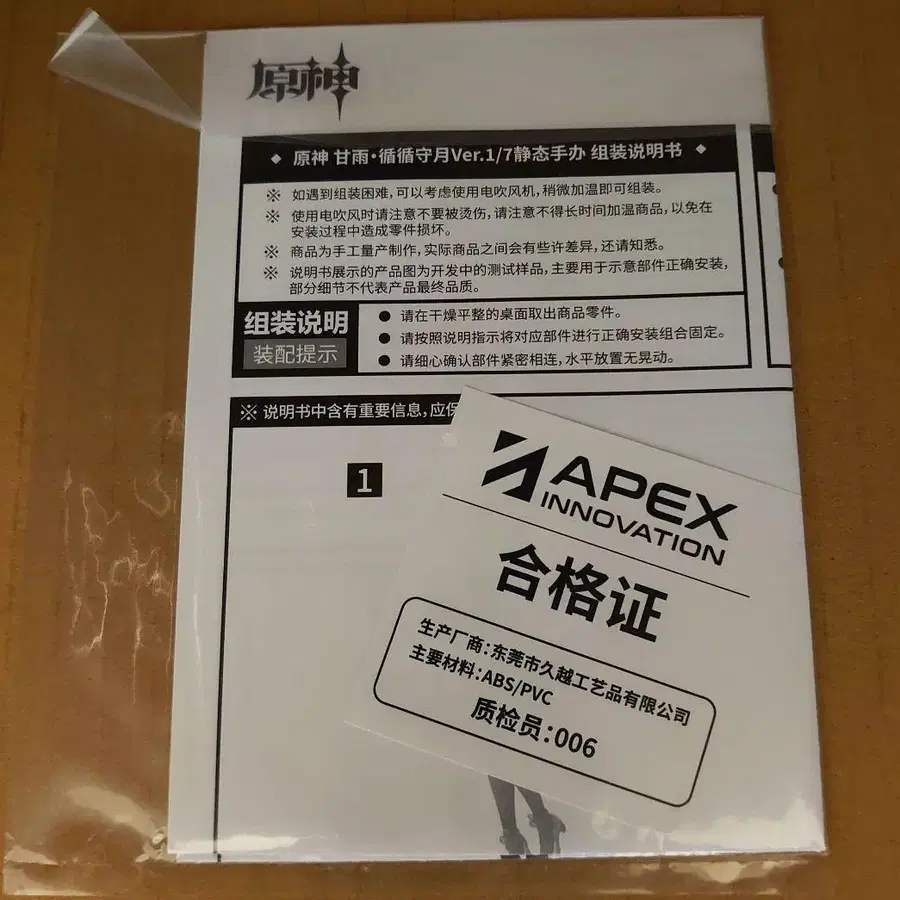 原神
◆ 原神 甘雨·循循守月Ver.1/7静态手办 组装说明书 ◆
※ 如遇到组装困难，可以考虑使用电吹风机，稍微加温即可组装。
※ 使用电吹风时请注意不要被烫伤，请注意不得长时间加温商品，以免在
安装过程中造成零件损坏。
※ 商品为手工量产制作，实际商品之间会有些许差异，还请知悉。
※ 说明书展示的产品图为开发中的测试样品，主要用于示意部件正确安装，
部分细节不代表产品最终品质。
组装说明
装配提示
● 请在干燥平整的桌面取出商品零件。
● 请按照说明指示将对应部件进行正确安装组合固定。
● 请细心确认部件紧密相连，水平放置无晃动。
※ 说明书中含有重要信息，应保
1
APEX
INNOVATION
合格证
生产厂商：东莞市久越工艺品有限公司
主要材料：ABS/PVC
质检员：006